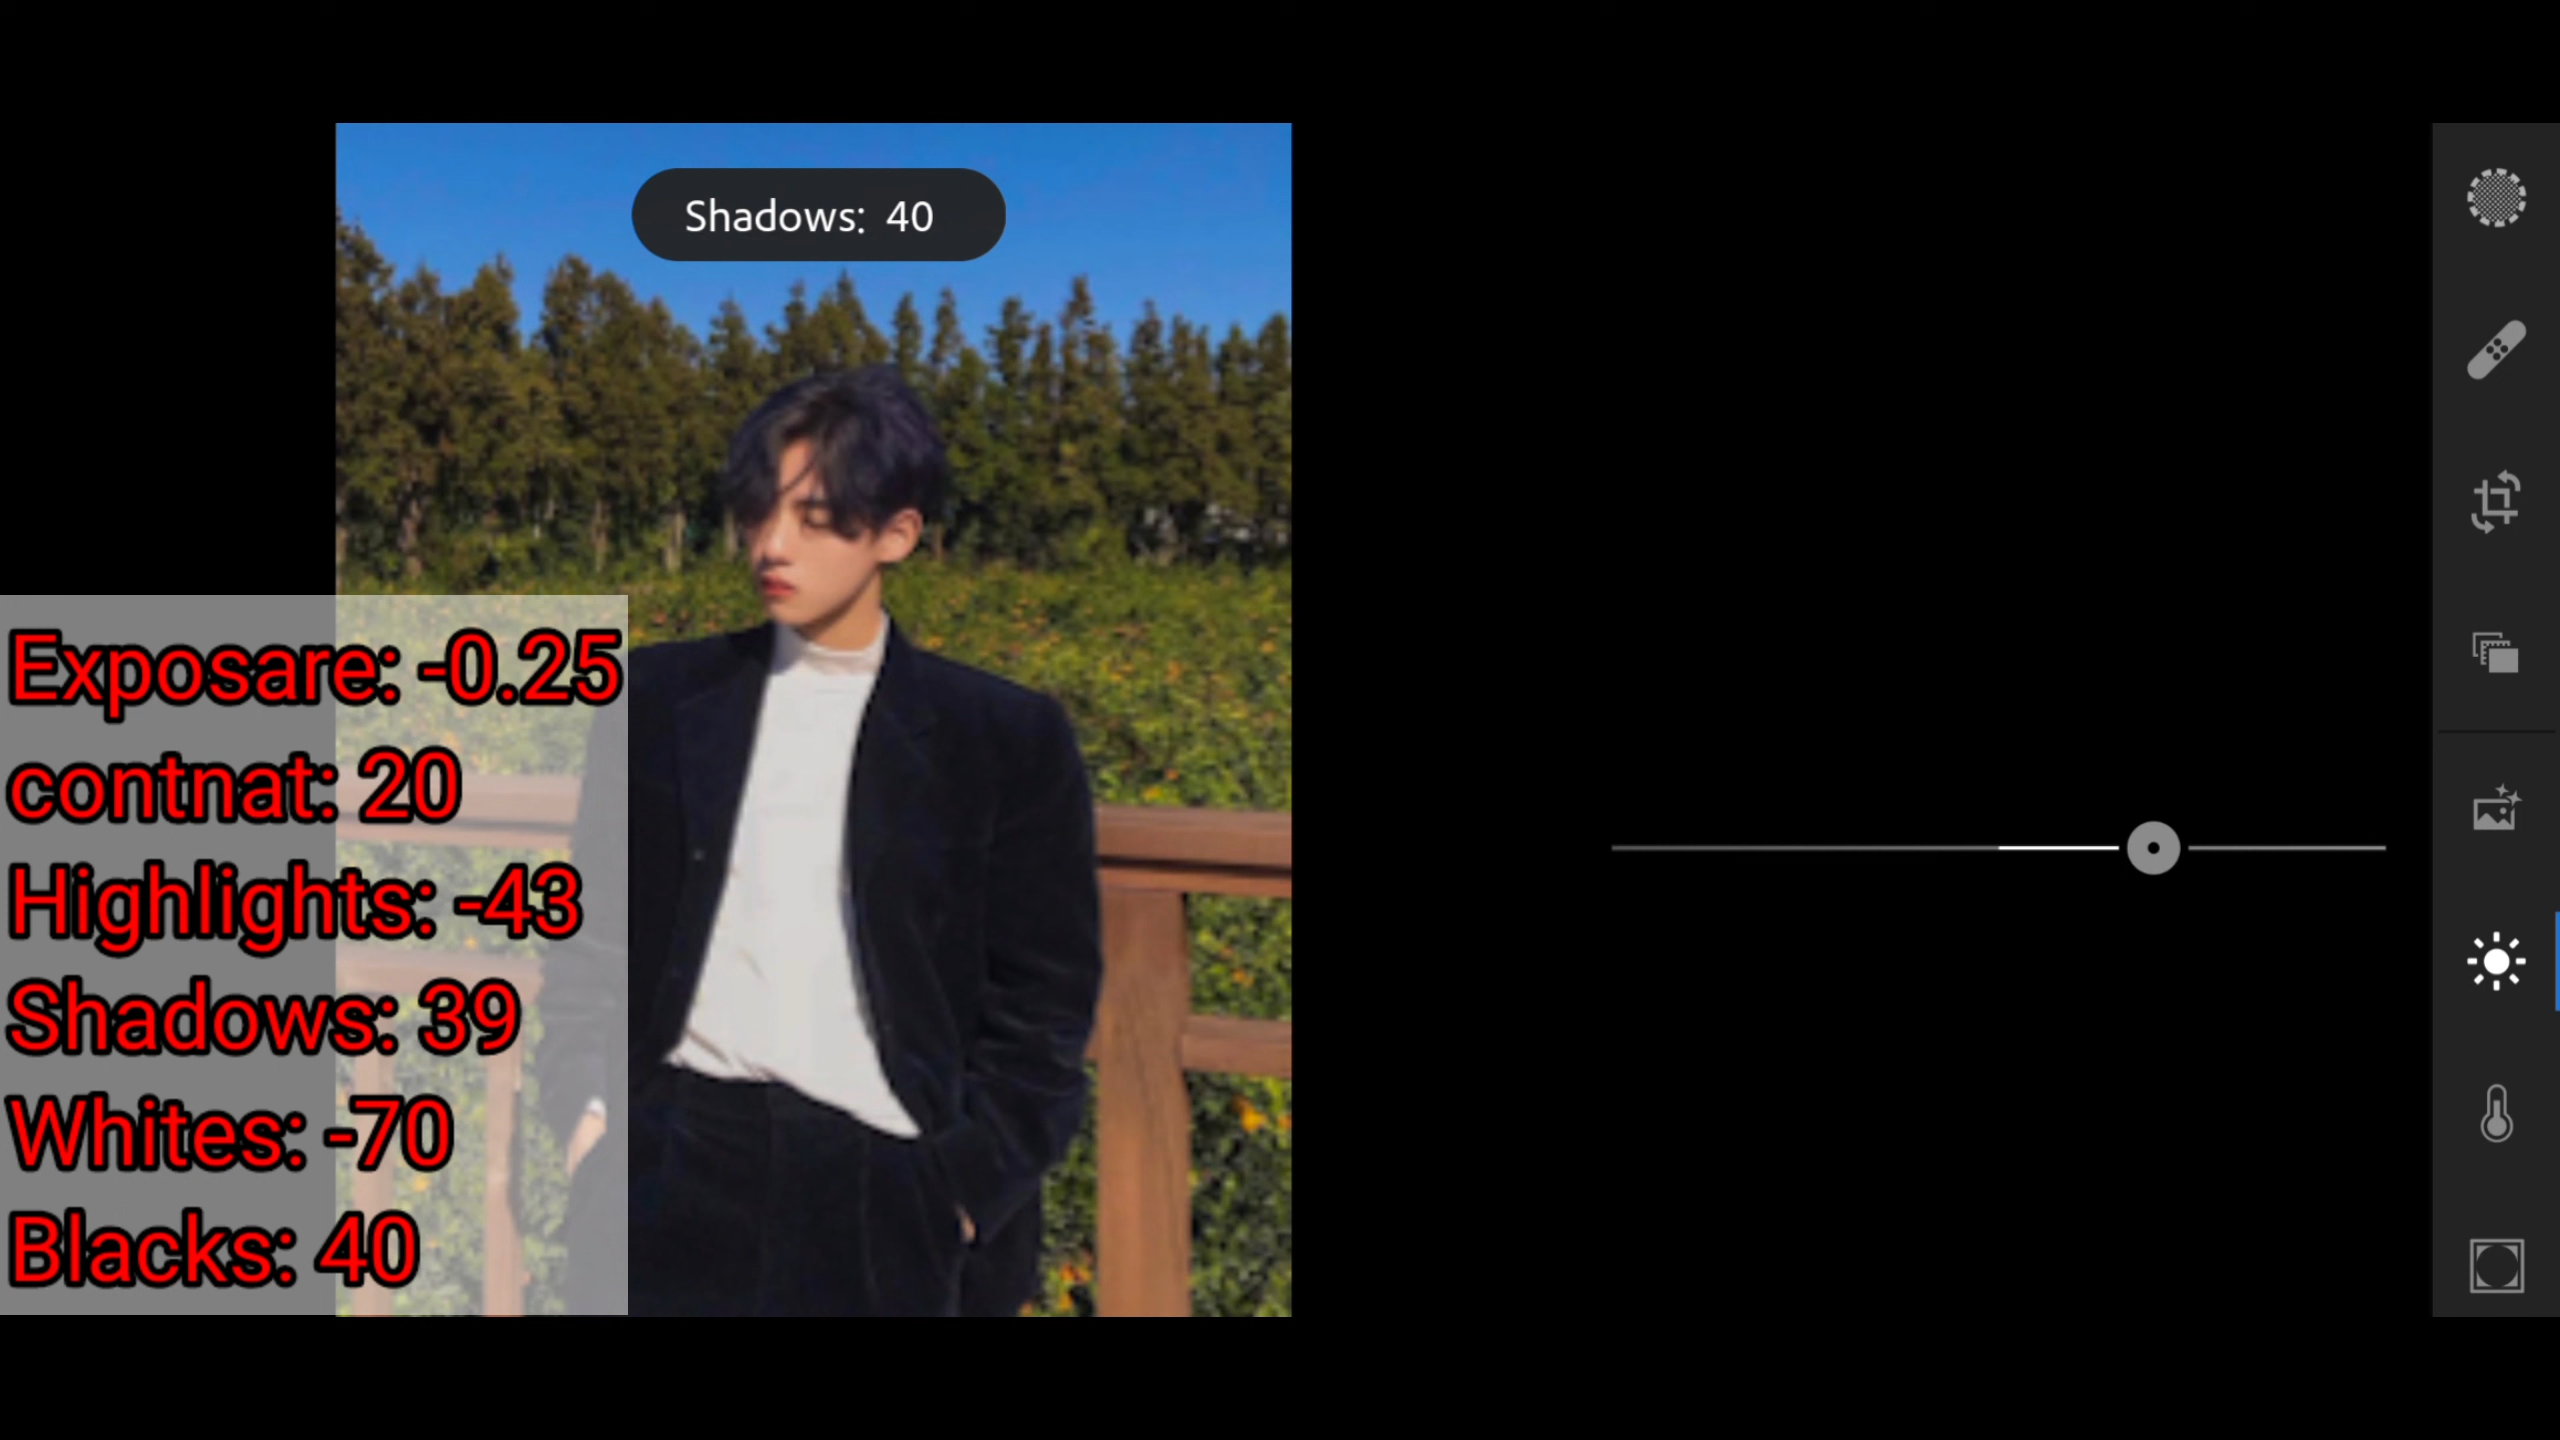 Shadows: 40
Exposare: -0.25
contnat: 20
Highlights: -43
Shadows: 39
Whites: -70
Blacks: 40